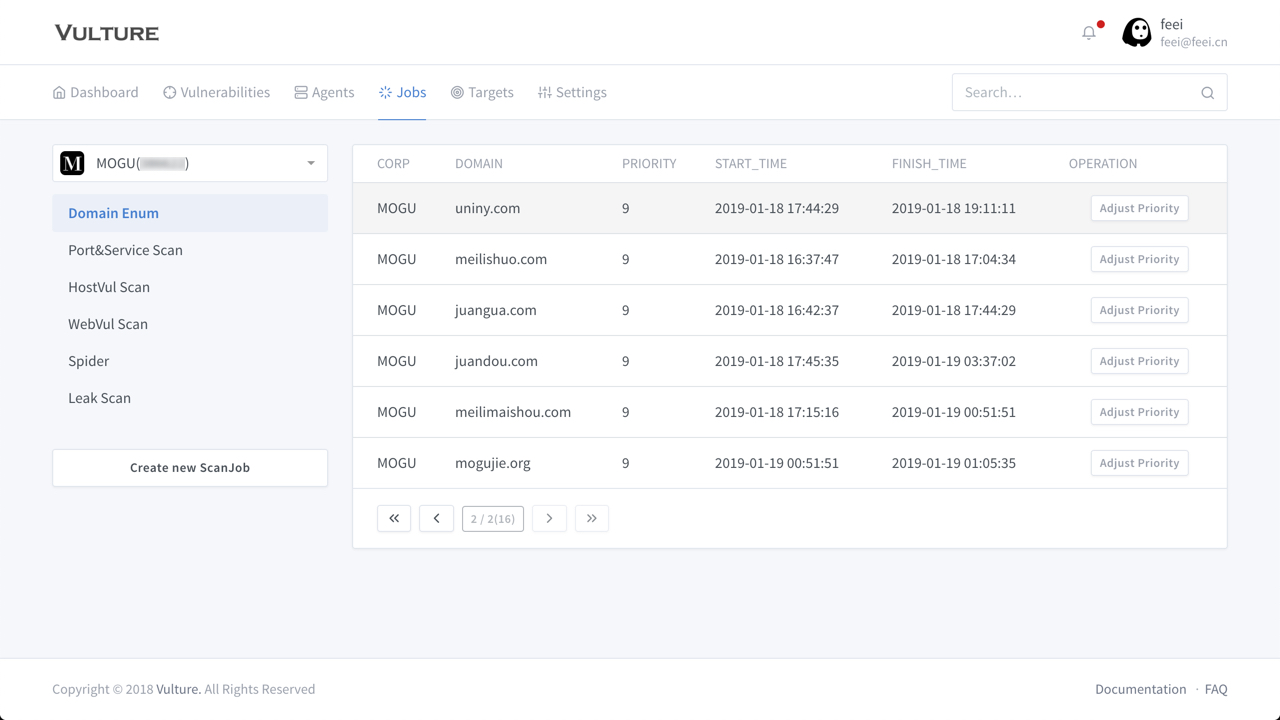 VULTURE
feei
feei@feei.cn
Dashboard Vulnerabilities Agents Jobs Targets Settings Search...
M MOGU( )
Domain Enum
Port&Service Scan
HostVul Scan
WebVul Scan
Spider
Leak Scan
Create new ScanJob
CORP DOMAIN PRIORITY START_TIME FINISH_TIME OPERATION
MOGU uniny.com 9 2019-01-18 17:44:29 2019-01-18 19:11:11 Adjust Priority
MOGU meilishuo.com 9 2019-01-18 16:37:47 2019-01-18 17:04:34 Adjust Priority
MOGU juangua.com 9 2019-01-18 16:42:37 2019-01-18 17:44:29 Adjust Priority
MOGU juandou.com 9 2019-01-18 17:45:35 2019-01-19 03:37:02 Adjust Priority
MOGU meilimaishou.com 9 2019-01-18 17:15:16 2019-01-19 00:51:51 Adjust Priority
MOGU mogujie.org 9 2019-01-19 00:51:51 2019-01-19 01:05:35 Adjust Priority
2 / 2(16)
Copyright © 2018 Vulture. All Rights Reserved
Documentation · FAQ